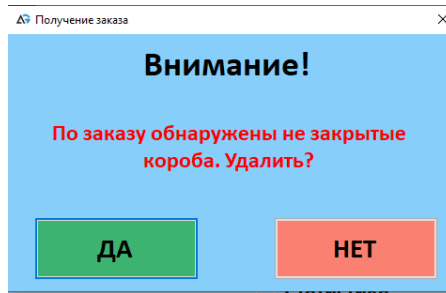 Получение заказа
Внимание!
По заказу обнаружены не закрытые
короба. Удалить?
ДА
НЕТ